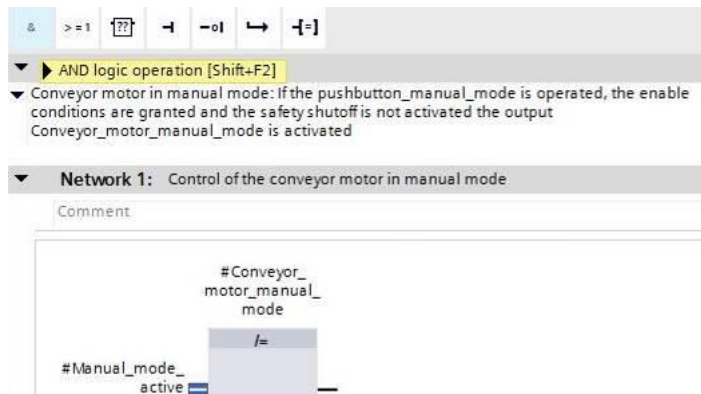 & >=1 ?? -o| -[=]
AND logic operation [Shift+F2]
Conveyor motor in manual mode: If the pushbutton_manual_mode is operated, the enable
conditions are granted and the safety shutoff is not activated the output
Conveyor_motor_manual_mode is activated
Network 1: Control of the conveyor motor in manual mode
Comment
#Conveyor_
motor_manual_
mode
/=
#Manual_mode_
active